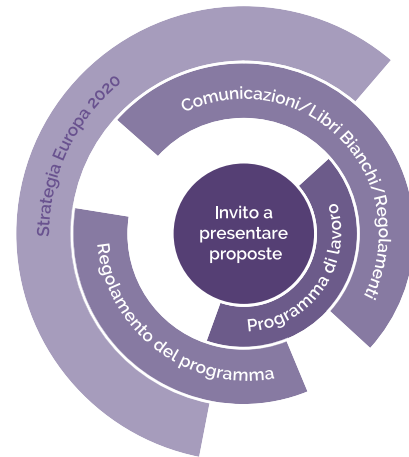 Strategia Europa 2020
Comunicazioni/Libri Bianchi/Regolamenti
Invito a
presentare
proposte
Programma di lavoro
Regolamento del programma